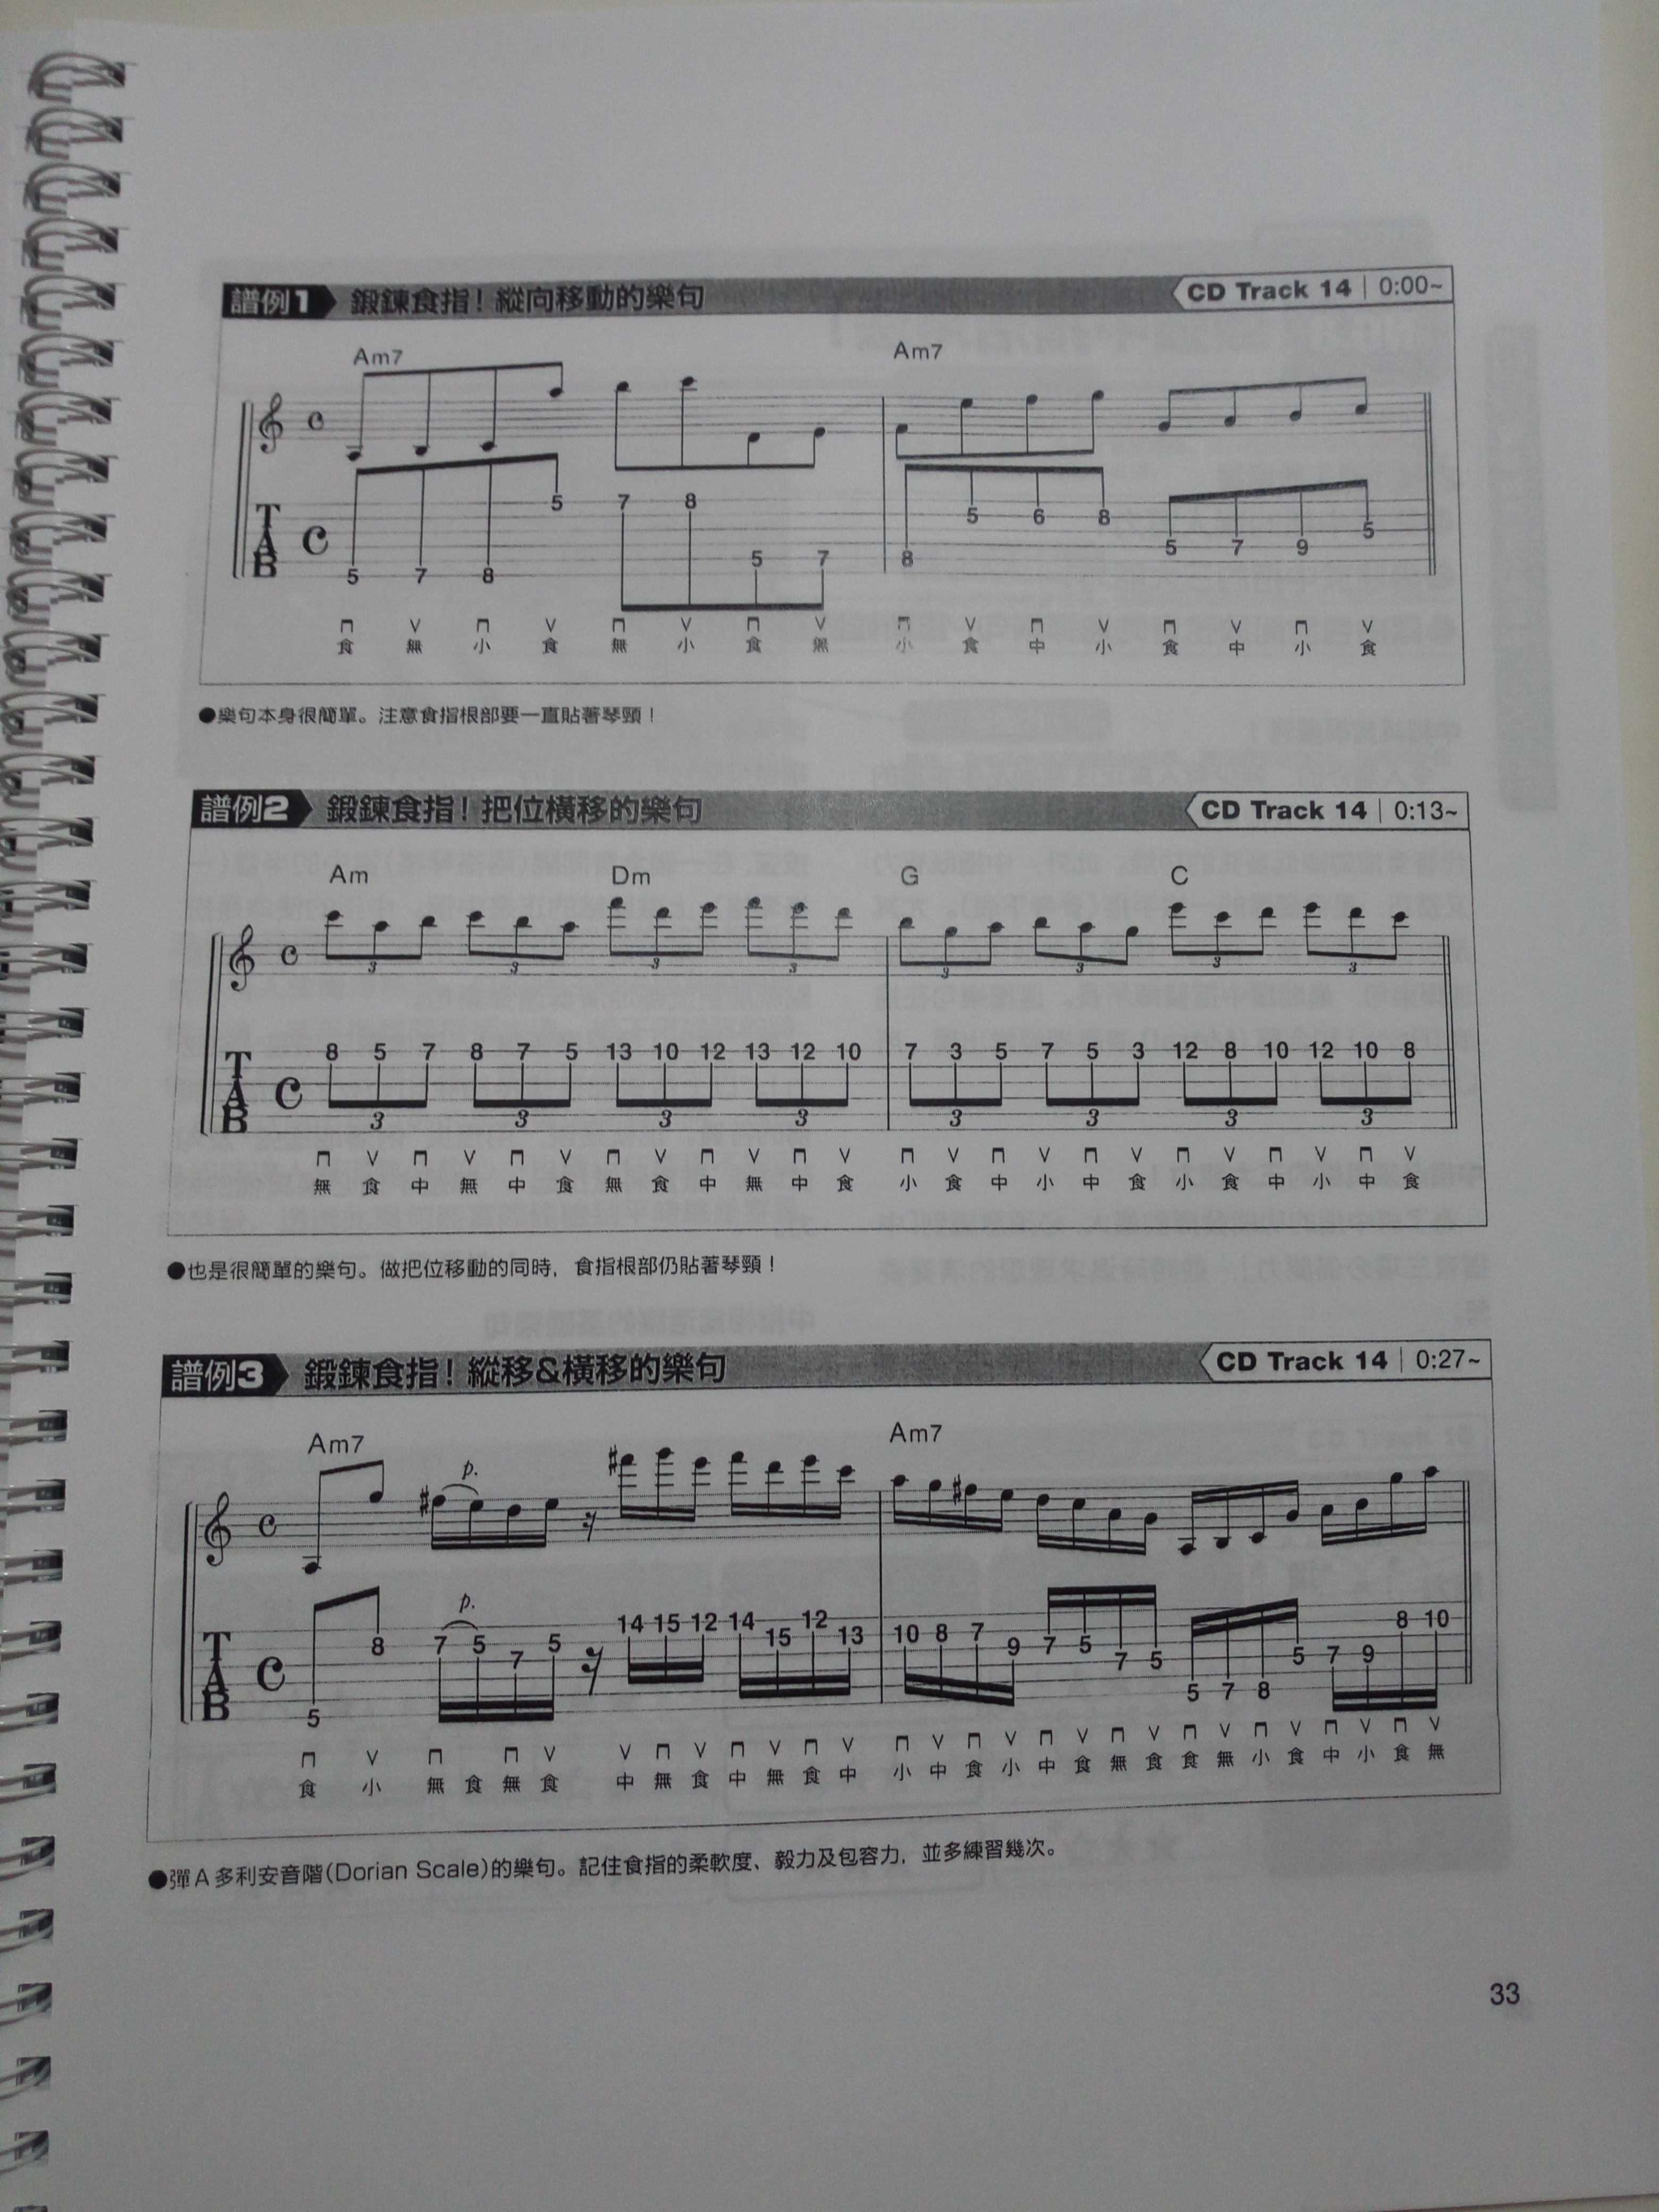 譜例1 鍛鍊食指！縱向移動的樂句 CD Track 14 | 0:00~
Am7 Am7
3
T A B
5 7 8 5 7 8 5 7 8 5 6 8 5 7 9 5
食 無 小 食 無 小 食 無 小 食 中 小 食 中 小 食
●樂句本身很簡單。注意食指根部要一直貼著琴頸！
譜例2 鍛鍊食指！把位橫移的樂句 CD Track 14 | 0:13~
Am Dm G C
3 3 3 3 3 3 3 3
T A B
8 5 7 8 7 5 13 10 12 13 12 10 7 3 5 7 5 3 12 8 10 12 10 8
3 3 3 3 3 3 3 3
無 食 中 無 中 食 無 食 中 無 中 食 小 食 中 小 中 食 小 食 中 小 中 食
●也是很簡單的樂句。做把位移動的同時，食指根部仍貼著琴頸！
譜例3 鍛鍊食指！縱移&橫移的樂句 CD Track 14 | 0:27~
Am7 Am7
p.
p.
T A B
5 8 7 5 7 5 14 15 12 14 15 12 13 10 8 7 9 7 5 7 5 5 7 8 5 7 9 8 10
食 小 無 食 無 食 中 無 食 中 無 食 中 小 中 食 小 中 食 無 食 食 無 小 食 中 小 食 無
●彈A多利安音階(Dorian Scale)的樂句。記住食指的柔軟度、毅力及包容力，並多練習幾次。
33